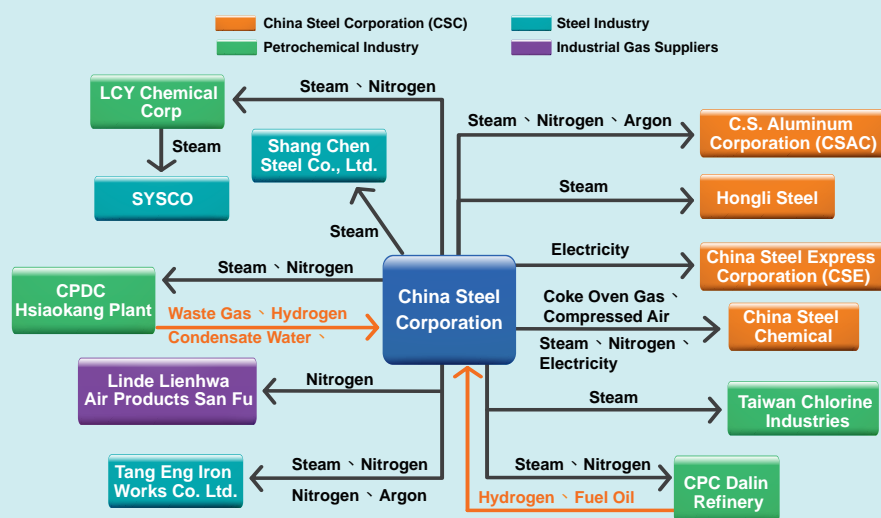 China Steel Corporation (CSC)
Steel Industry
Petrochemical Industry
Industrial Gas Suppliers
LCY Chemical
Corp
Steam、Nitrogen
Steam
SYSCO
Shang Chen
Steel Co., Ltd.
Steam
Steam、Nitrogen、Argon
C.S. Aluminum
Corporation (CSAC)
Steam
Hongli Steel
Electricity
China Steel Express
Corporation (CSE)
CPDC
Hsiaokang Plant
Steam、Nitrogen
Waste Gas、Hydrogen
Condensate Water、
China Steel
Corporation
Coke Oven Gas、
Compressed Air
Steam、Nitrogen、
Electricity
China Steel
Chemical
Linde Lienhwa
Air Products San Fu
Nitrogen
Steam
Taiwan Chlorine
Industries
Tang Eng Iron
Works Co. Ltd.
Steam、Nitrogen
Nitrogen、Argon
Steam、Nitrogen
Hydrogen、Fuel Oil
CPC Dalin
Refinery